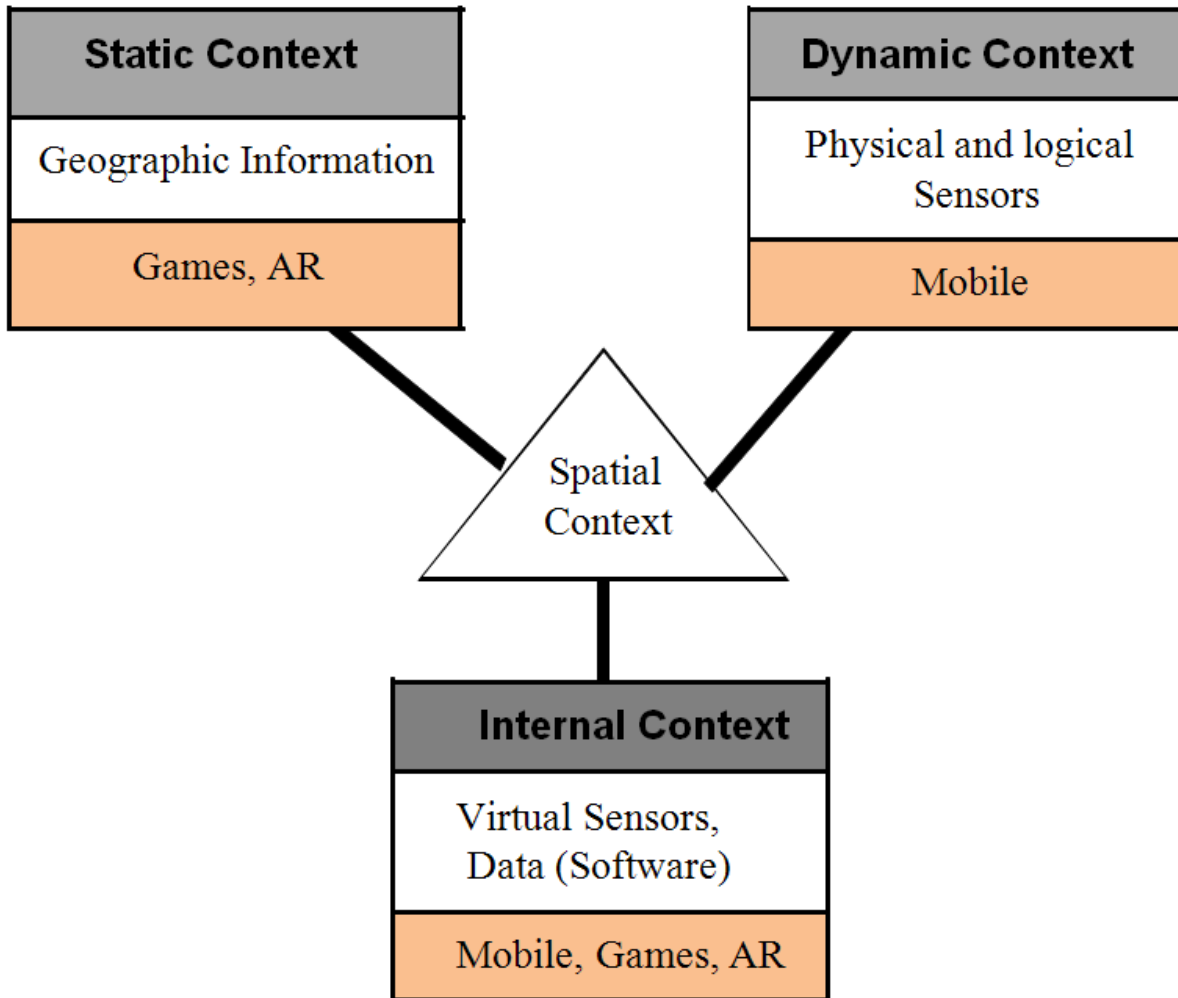 Static Context
Geographic Information
Games, AR
Dynamic Context
Physical and logical
Sensors
Mobile
Spatial
Context
Internal Context
Virtual Sensors,
Data (Software)
Mobile, Games, AR